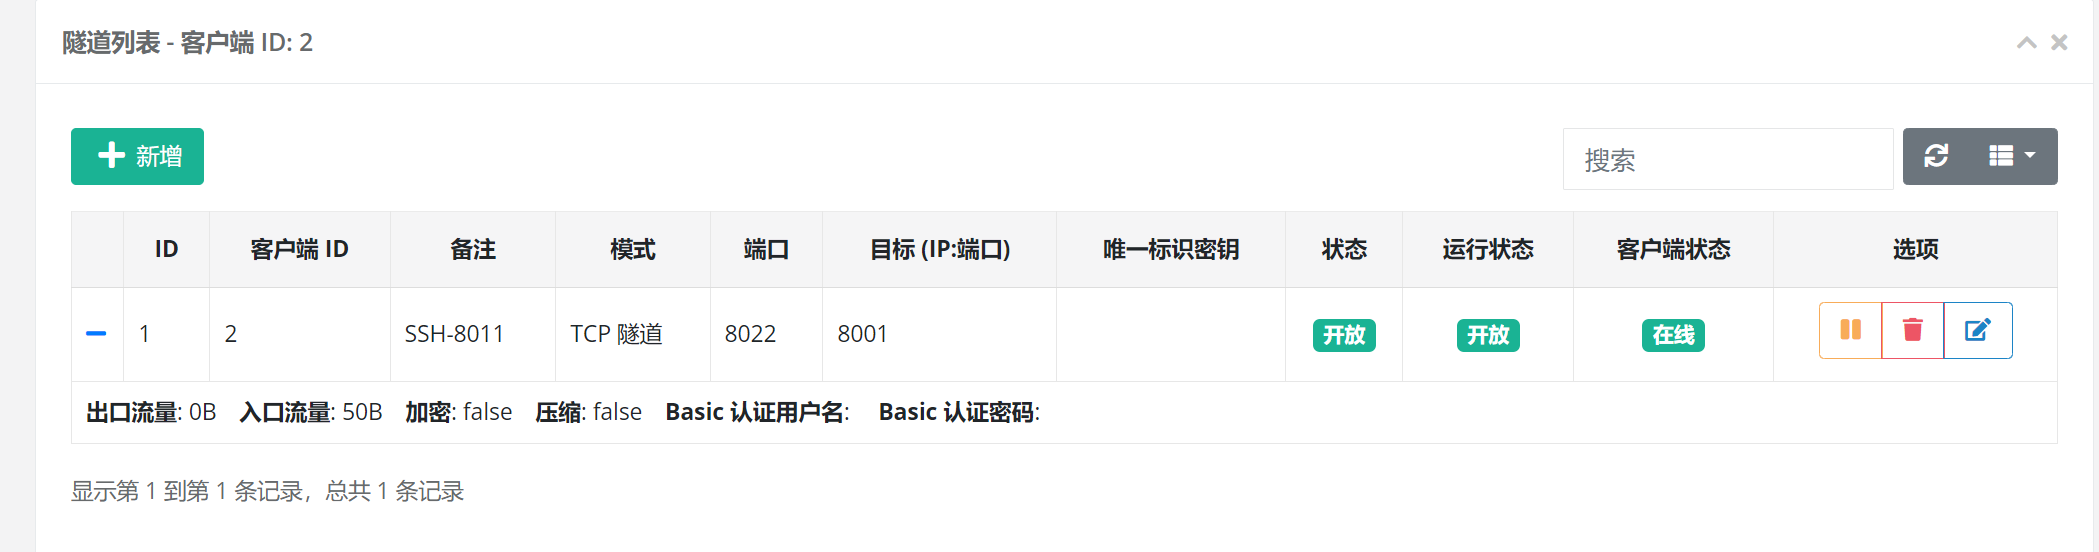 隧道列表 - 客户端 ID: 2
新增
搜索
ID 客户端 ID 备注 模式 端口 目标 (IP:端口) 唯一标识密钥 状态 运行状态 客户端状态 选项
1 2 SSH-8011 TCP 隧道 8022 8001 开放 开放 在线
出口流量: 0B 入口流量: 50B 加密: false 压缩: false Basic 认证用户名: Basic 认证密码:
显示第 1 到第 1 条记录，总共 1 条记录